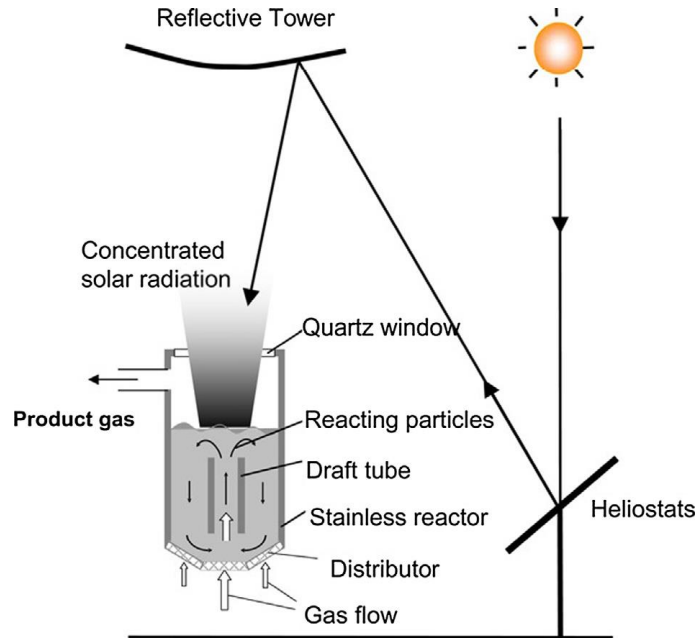 Reflective Tower
Concentrated
solar radiation
Quartz window
Product gas
Reacting particles
Draft tube
Stainless reactor
Heliostats
Distributor
Gas flow